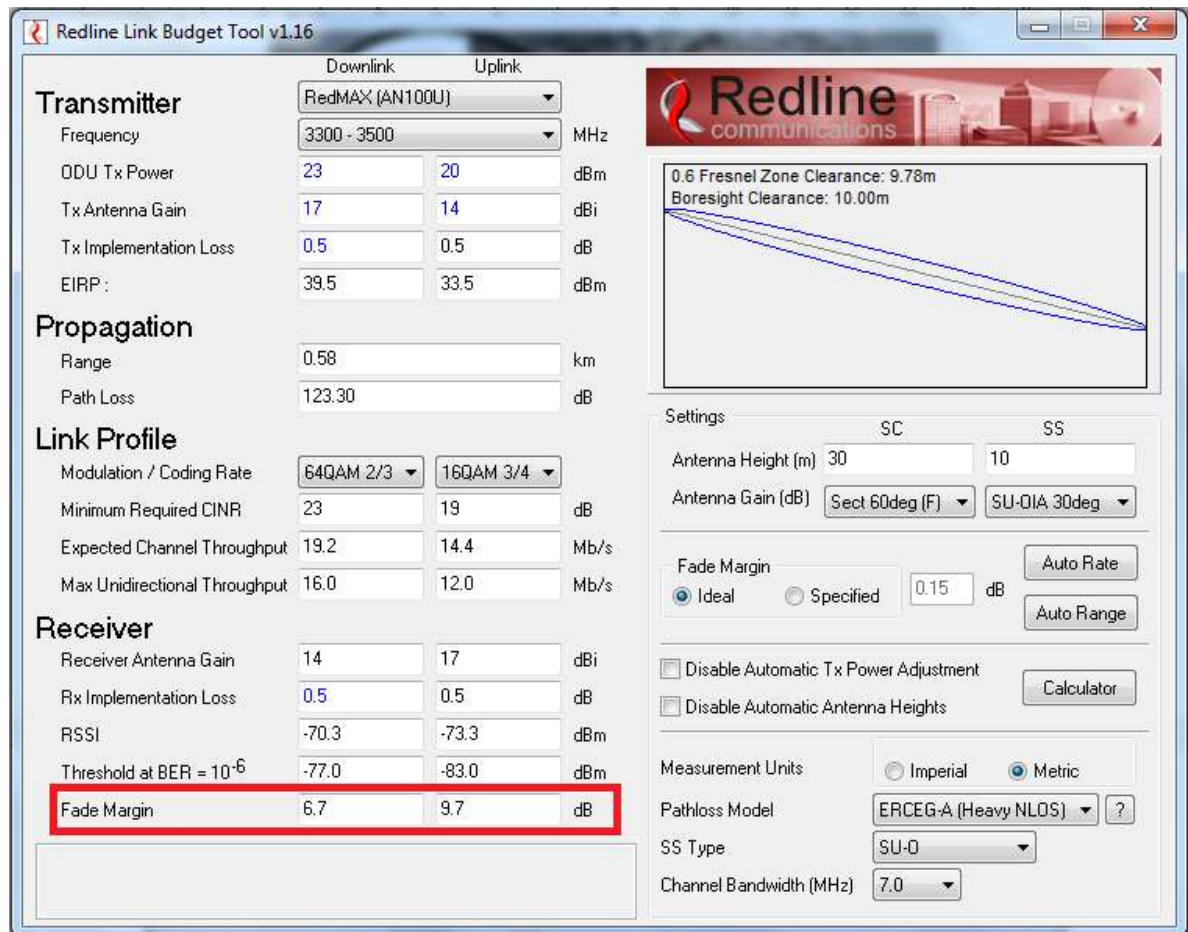 Redline Link Budget Tool v1.16
Downlink Uplink
Transmitter RedMAX (AN100U)
Frequency 3300 - 3500 MHz
ODU Tx Power 23 20 dBm
Tx Antenna Gain 17 14 dBi
Tx Implementation Loss 0.5 0.5 dB
EIRP : 39.5 33.5 dBm
Propagation
Range 0.58 km
Path Loss 123.30 dB
Link Profile
Modulation / Coding Rate 64QAM 2/3 16QAM 3/4
Minimum Required CINR 23 19 dB
Expected Channel Throughput 19.2 14.4 Mb/s
Max Unidirectional Throughput 16.0 12.0 Mb/s
Receiver
Receiver Antenna Gain 14 17 dBi
Rx Implementation Loss 0.5 0.5 dB
RSSI -70.3 -73.3 dBm
Threshold at BER = 10-6 -77.0 -83.0 dBm
Fade Margin 6.7 9.7 dB
Redline
communications
0.6 Fresnel Zone Clearance: 9.78m
Boresight Clearance: 10.00m
Settings SC SS
Antenna Height (m) 30 10
Antenna Gain (dB) Sect 60deg (F) SU-OIA 30deg
Fade Margin
Ideal Specified 0.15 dB
Auto Rate
Auto Range
Disable Automatic Tx Power Adjustment
Disable Automatic Antenna Heights
Calculator
Measurement Units Imperial Metric
Pathloss Model ERCEG-A (Heavy NLOS) ?
SS Type SU-O
Channel Bandwidth (MHz) 7.0